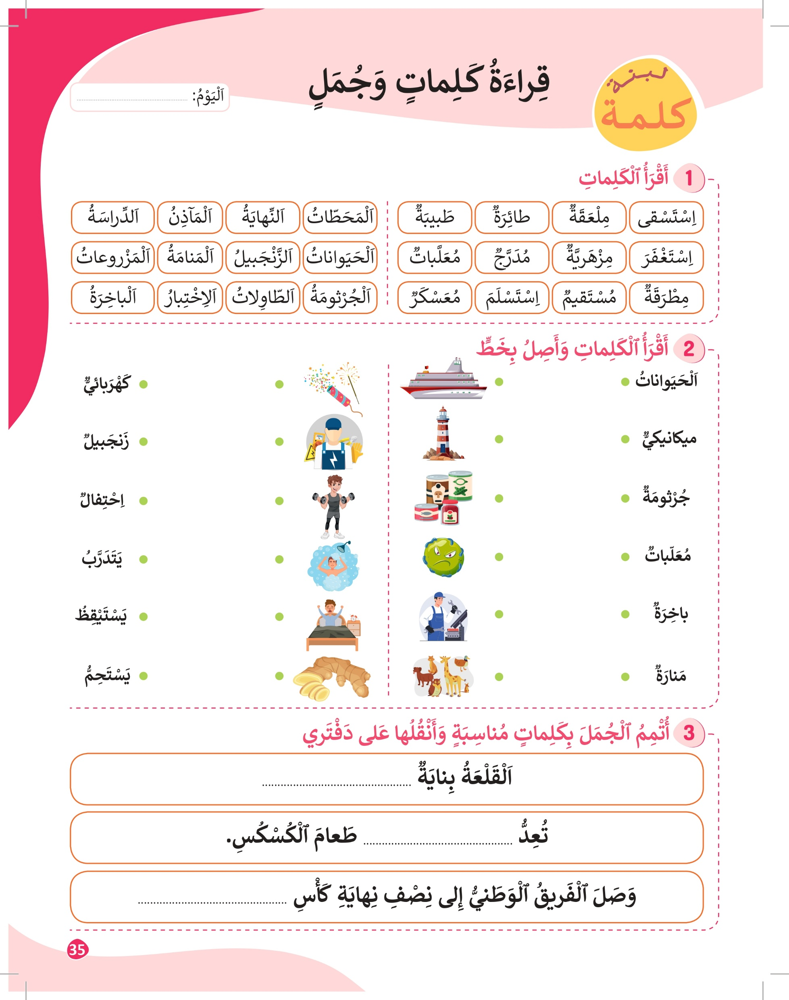 لبنة
كلمة
قِراءَةُ كَلِماتٍ وَجُمَلٍ
اَلْيَوْمُ: ........................................
1 أَقْرَأُ ٱلْكَلِماتِ
اِسْتَسْقى مِلْعَقَةٌ طائِرَةٌ طَبيبَةٌ اَلْمَحَطّاتُ اَلنِّهايَةُ اَلْمَآذِنُ اَلدِّراسَةُ
اِسْتَغْفَرَ مِزْهَرِيَّةٌ مُدَرَّجٌ مُعَلَّباتٌ اَلْحَيَواناتُ اَلزَّنْجَبيلُ اَلْمَنامَةُ اَلْمَزْروعاتُ
مِطْرَقَةٌ مُسْتَقيمٌ اِسْتَسْلَمَ مُعَسْكَرٌ اَلْجُرْثومَةُ اَلطّاوِلاتُ اَلِاخْتِبارُ اَلْباخِرَةُ
2 أَقْرَأُ ٱلْكَلِماتِ وَأَصِلُ بِخَطٍّ
اَلْحَيَواناتُ
ميكانيكيٌّ
جُرْثومَةٌ
مُعَلّباتٌ
باخِرَةٌ
مَنارَةٌ
كَهْرَبائيٌّ
زَنجَبيلٌ
اِحْتِفالٌ
يَتَدَرَّبُ
يَسْتَيْقِظُ
يَسْتَحِمُّ
3 أُتْمِمُ ٱلْجُمَلَ بِكَلِماتٍ مُناسِبَةٍ وَأَنْقُلُها عَلى دَفْتَري
اَلْقَلْعَةُ بِنايَةٌ ........................................
تُعِدُّ ........................................ طَعامَ ٱلْكُسْكُسِ.
وَصَلَ ٱلْفَريقُ ٱلْوَطَنيُّ إِلى نِصْفِ نِهايَةِ كَأْسِ ........................................
35